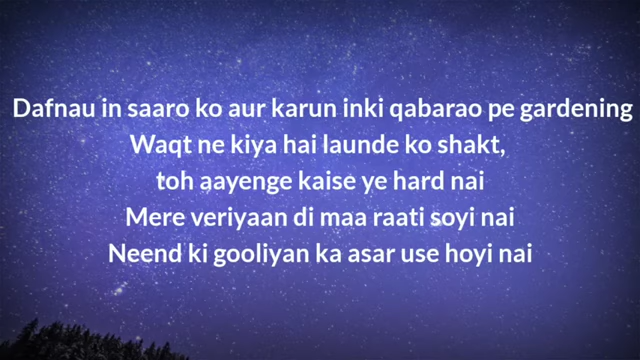 Dafnau in saaro ko aur karun inki qabarao pe gardening
Waqt ne kiya hai launde ko shakt,
toh aayenge kaise ye hard nai
Mere veriyaan di maa raati soyi nai
Neend ki gooliyan ka asar use hoyi nai